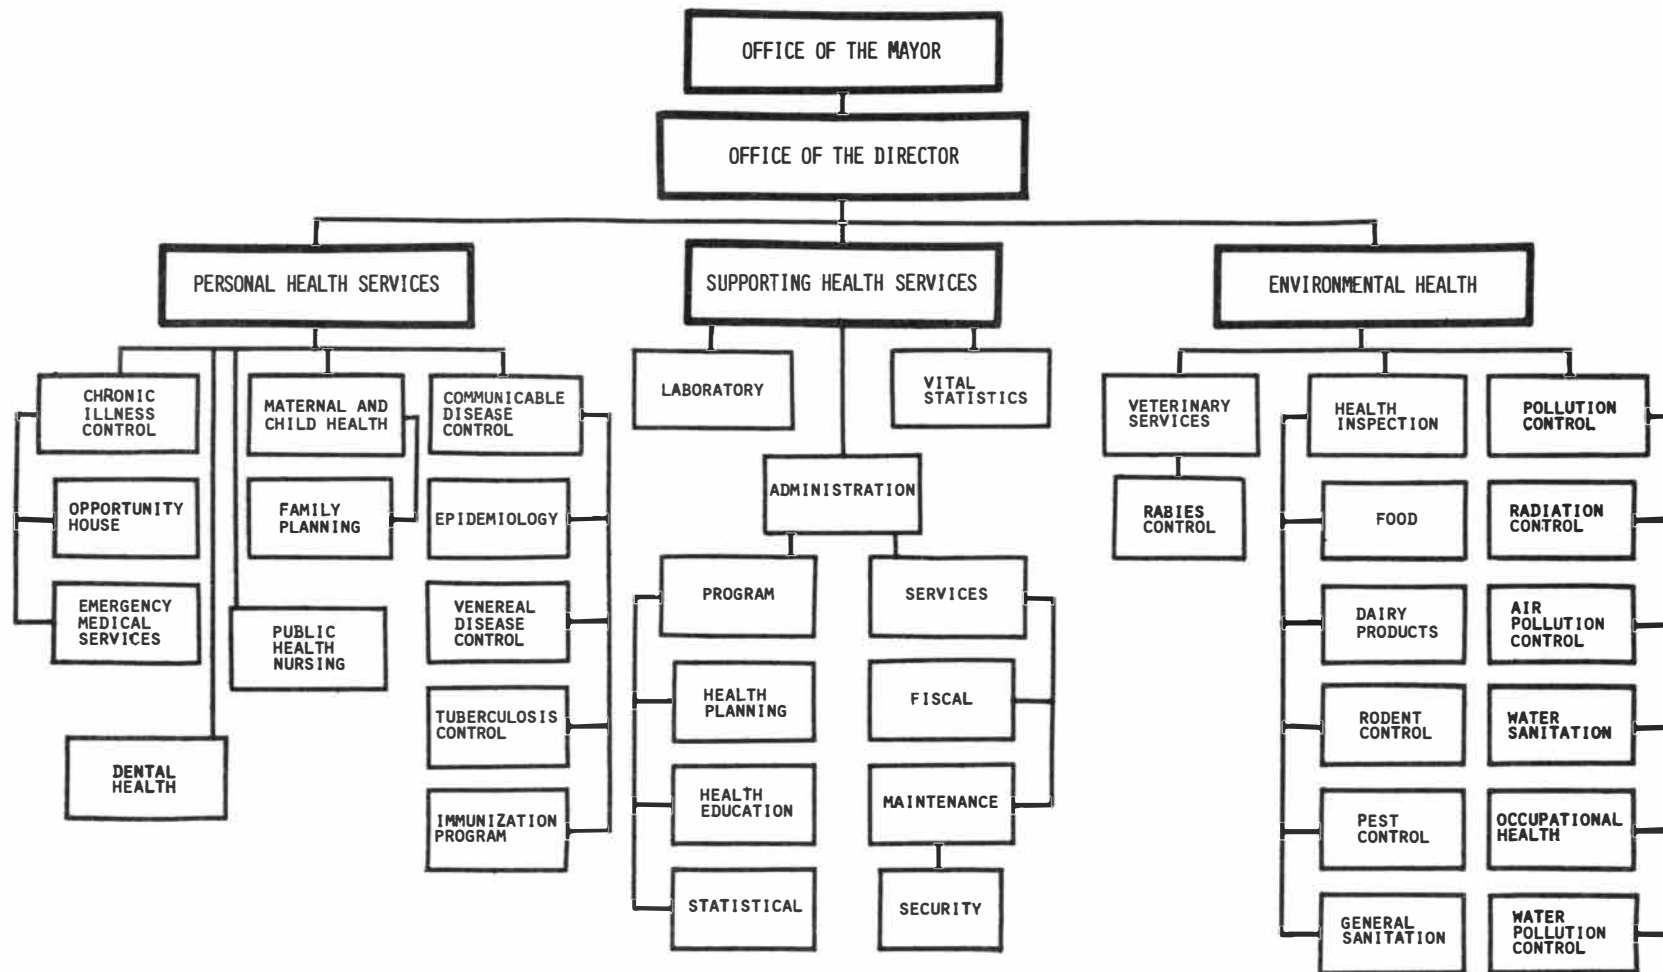 OFFICE OF THE MAYOR
OFFICE OF THE DIRECTOR
PERSONAL HEALTH SERVICES
SUPPORTING HEALTH SERVICES
ENVIRONMENTAL HEALTH
CHRONIC
ILLNESS
CONTROL
OPPORTUNITY
HOUSE
EMERGENCY
MEDICAL
SERVICES
DENTAL
HEALTH
MATERNAL AND
CHILD HEALTH
FAMILY
PLANNING
PUBLIC
HEALTH
NURSING
COMMUNICABLE
DISEASE
CONTROL
EPIDEMIOLOGY
VENEREAL
DISEASE
CONTROL
TUBERCULOSIS
CONTROL
IMMUNIZATION
PROGRAM
LABORATORY
VITAL
STATISTICS
ADMINISTRATION
PROGRAM
HEALTH
PLANNING
HEALTH
EDUCATION
STATISTICAL
SERVICES
FISCAL
MAINTENANCE
SECURITY
VETERINARY
SERVICES
RABIES
CONTROL
HEALTH
INSPECTION
FOOD
DAIRY
PRODUCTS
RODENT
CONTROL
PEST
CONTROL
GENERAL
SANITATION
POLLUTION
CONTROL
RADIATION
CONTROL
AIR
POLLUTION
CONTROL
WATER
SANITATION
OCCUPATIONAL
HEALTH
WATER
POLLUTION
CONTROL